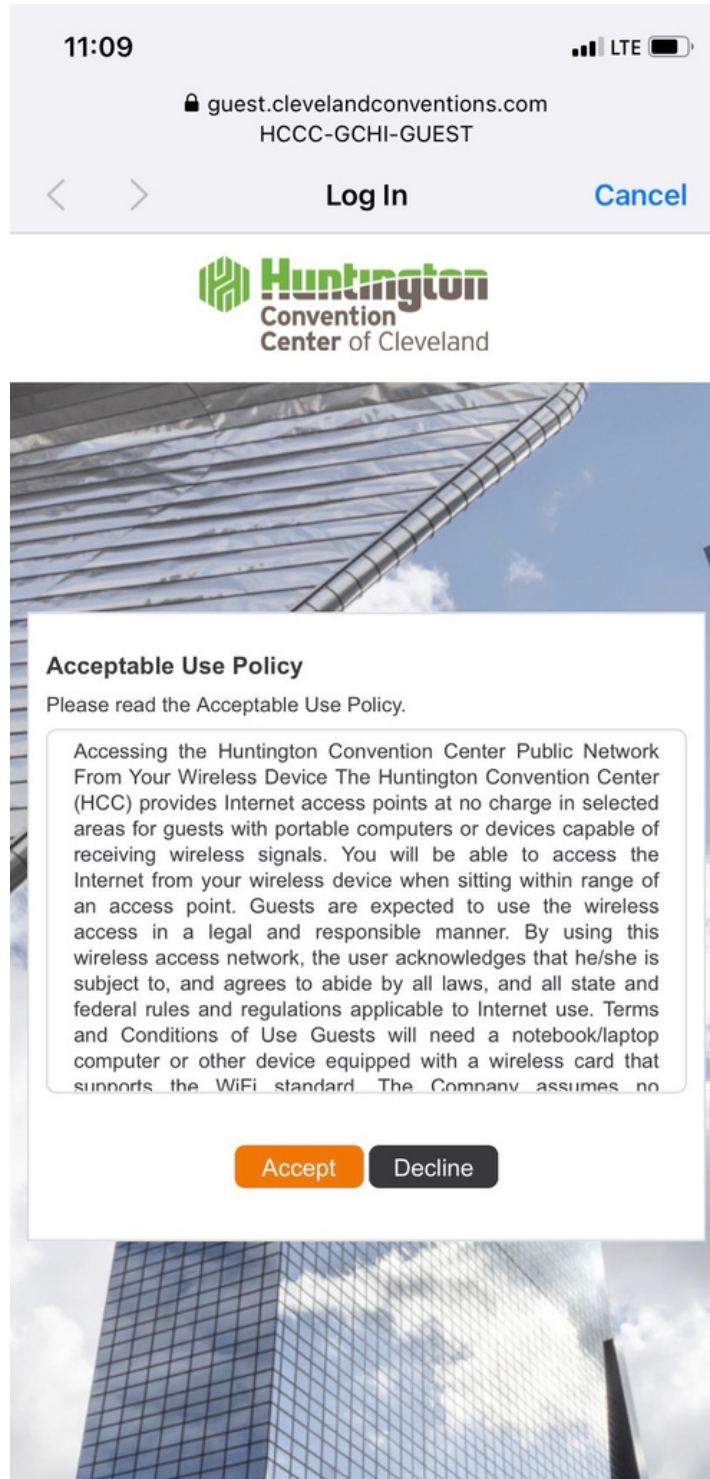 11:09
LTE
guest.clevelandconventions.com
HCCC-GCHI-GUEST
Log In
Cancel
Huntington
Convention
Center of Cleveland
Acceptable Use Policy
Please read the Acceptable Use Policy.
Accessing the Huntington Convention Center Public Network
From Your Wireless Device The Huntington Convention Center
(HCC) provides Internet access points at no charge in selected
areas for guests with portable computers or devices capable of
receiving wireless signals. You will be able to access the
Internet from your wireless device when sitting within range of
an access point. Guests are expected to use the wireless
access in a legal and responsible manner. By using this
wireless access network, the user acknowledges that he/she is
subject to, and agrees to abide by all laws, and all state and
federal rules and regulations applicable to Internet use. Terms
and Conditions of Use Guests will need a notebook/laptop
computer or other device equipped with a wireless card that
supports the WiFi standard. The Company assumes no
Accept
Decline